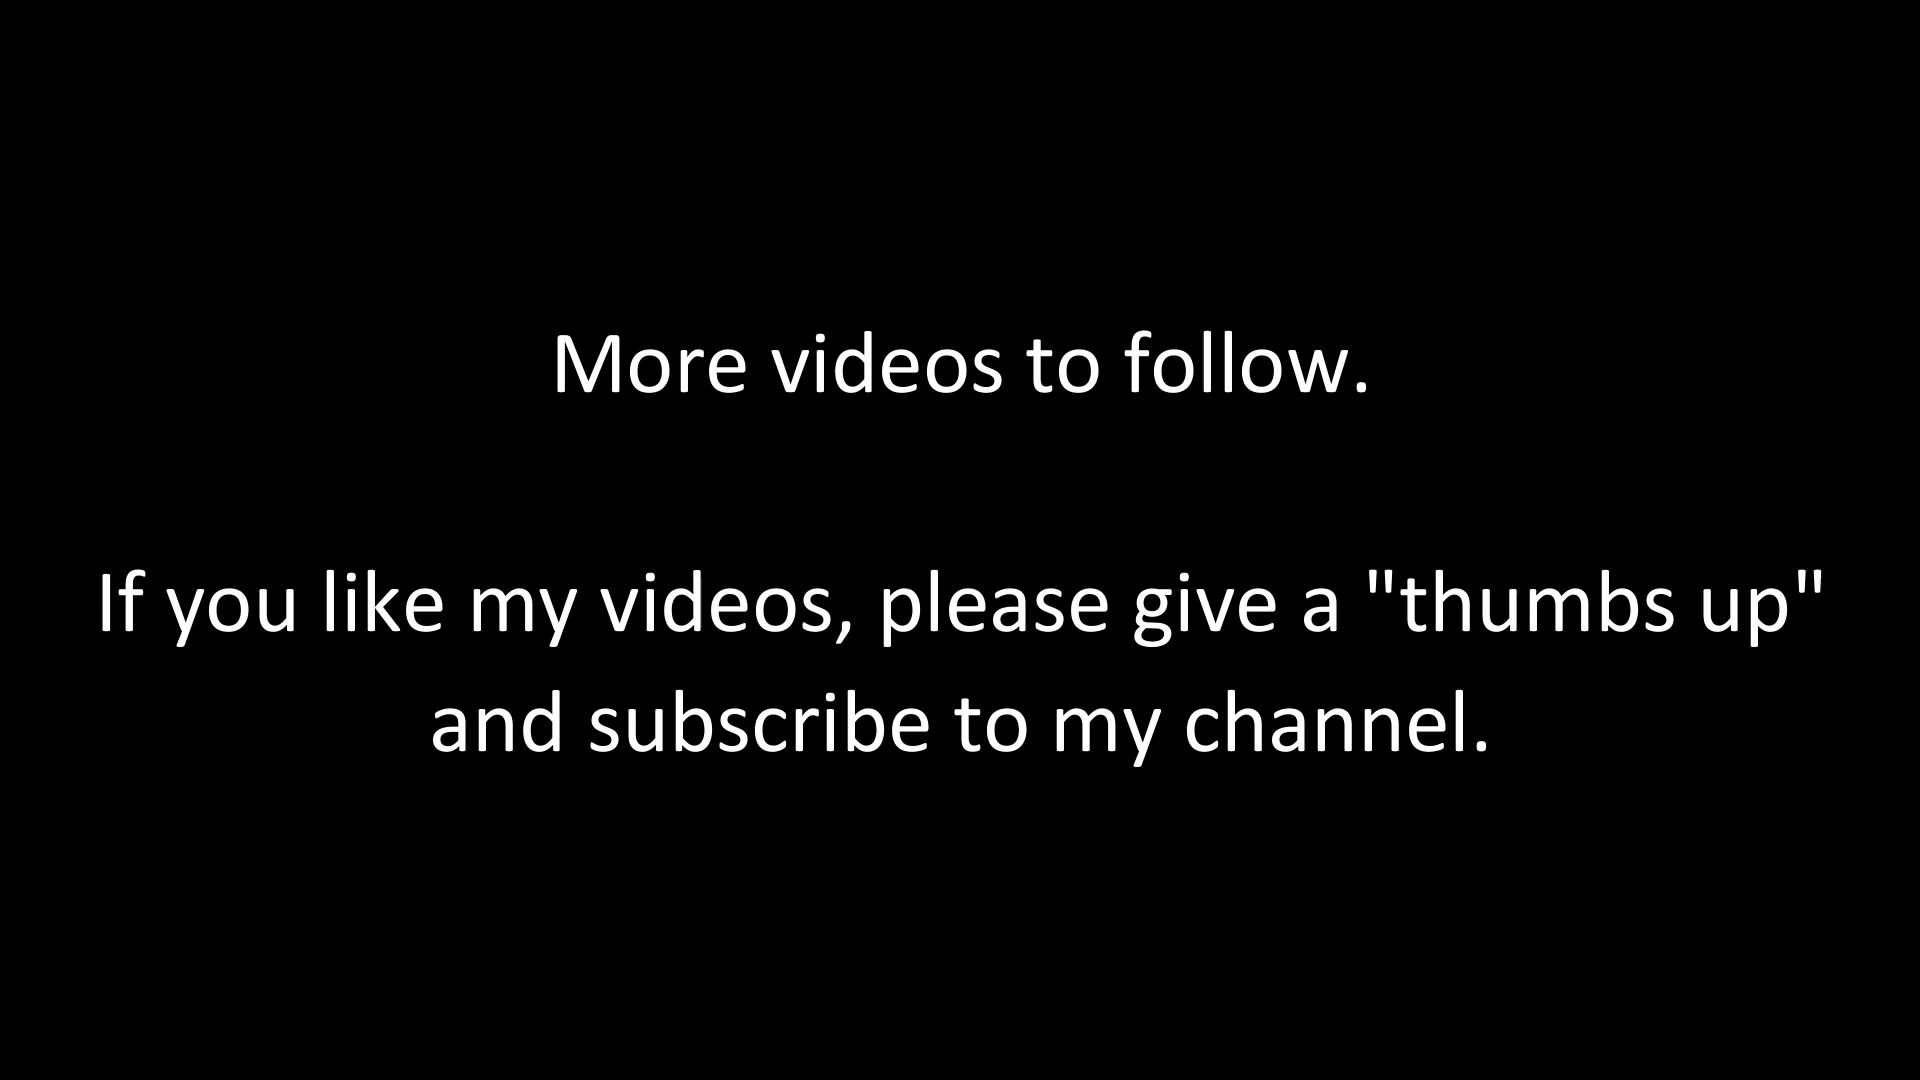 More videos to follow.
If you like my videos, please give a "thumbs up"
and subscribe to my channel.